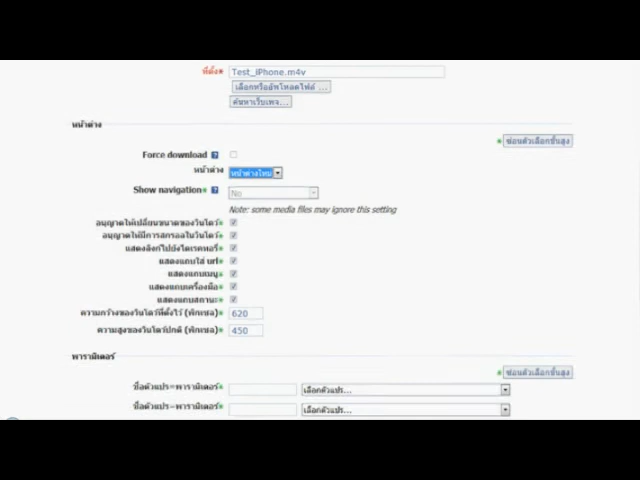 ที่ตั้ง* Test_iPhone.m4v
เลือกหรืออัพโหลดไฟล์ ...
ค้นหาเว็บเพจ...
หน้าต่าง
* ซ่อนตัวเลือกขั้นสูง
Force download ?
หน้าต่าง หน้าต่างใหม่
Show navigation* ? No
Note: some media files may ignore this setting
อนุญาตให้เปลี่ยนขนาดของวินโดว์*
อนุญาตให้มีการสกรอลในวินโดว์*
แสดงลิงก์ไปยังไดเรคทอรี่*
แสดงแถบใส่ url*
แสดงแถบเมนู*
แสดงแถบเครื่องมือ*
แสดงแถบสถานะ*
ความกว้างของวินโดว์ที่ตั้งไว้ (พิกเซล)* 620
ความสูงของวินโดว์ปกติ (พิกเซล)* 450
พารามิเตอร์
* ซ่อนตัวเลือกขั้นสูง
ชื่อตัวแปร=พารามิเตอร์* เลือกตัวแปร...
ชื่อตัวแปร=พารามิเตอร์* เลือกตัวแปร...